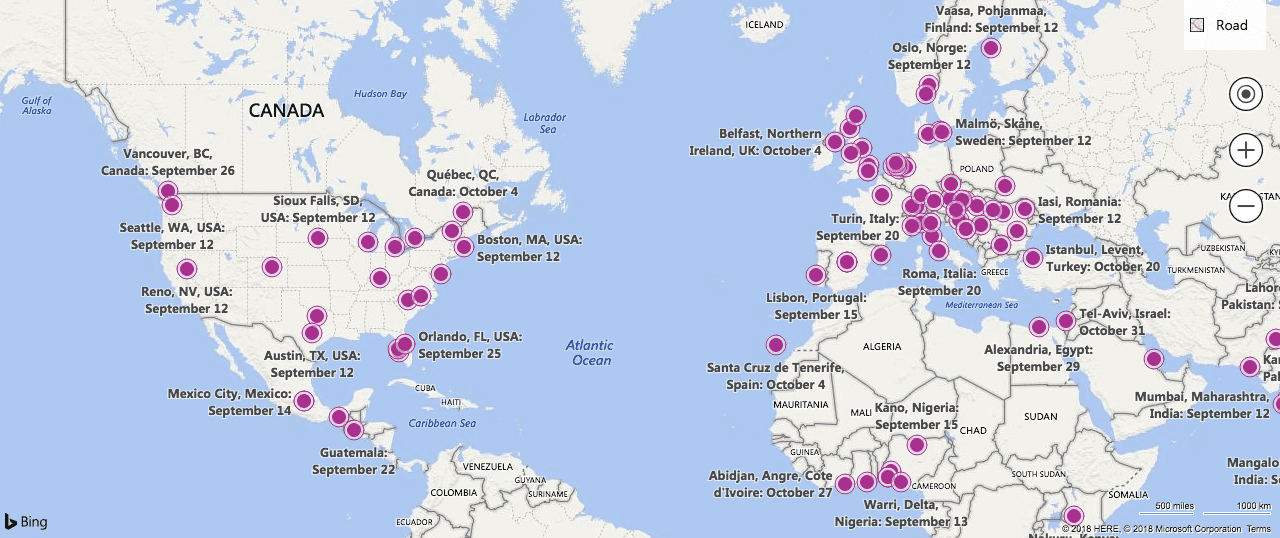 Vaasa, Pohjanmaa,
Finland: September 12
ICELAND
Road
Oslo, Norge:
September 12
Gulf of
Alaska
Hudson Bay
CANADA
Labrador
Sea
Malmö, Skåne,
Sweden: September 12
Belfast, Northern
Ireland, UK: October 4
Vancouver, BC,
Canada: September 26
POLAND
Québec, QC,
Canada: October 4
Sioux Falls, SD,
USA: September 12
Iasi, Romania:
September 12
Seattle, WA, USA:
September 12
Turin, Italy:
September 20
Boston, MA, USA:
September 12
Istanbul, Levent,
Turkey: October 20
UZBEKISTAN
TURKMENISTAN
Roma, Italia:
September 20
GREECE
Reno, NV, USA:
September 12
Lisbon, Portugal:
September 15
Mediterranean Sea
Lahor
Pakistan:
Tel-Aviv, Israel:
October 31
Orlando, FL, USA:
September 25
Atlantic
Ocean
ALGERIA
Alexandria, Egypt:
September 29
Austin, TX, USA:
September 12
Santa Cruz de Tenerife,
Spain: October 4
Mexico City, Mexico:
September 14
CUBA
HAITI
MAURITANIA
MALI
Kano, Nigeria:
September 15
CHAD
SUDAN
Mumbai, Maharashtra,
India: September 12
Caribbean Sea
Guatemala:
September 22
GUINEA
VENEZUELA
GUYANA
SURINAME
COLOMBIA
ECUADOR
Abidjan, Angre, Cote
d'Ivoire: October 27
CAMEROON
SOUTH SUDAN
SOMALIA
Mangalo
India: S
Warri, Delta,
Nigeria: September 13
500 miles
1000 km
Bing
© 2018 HERE, © 2018 Microsoft Corporation Terms